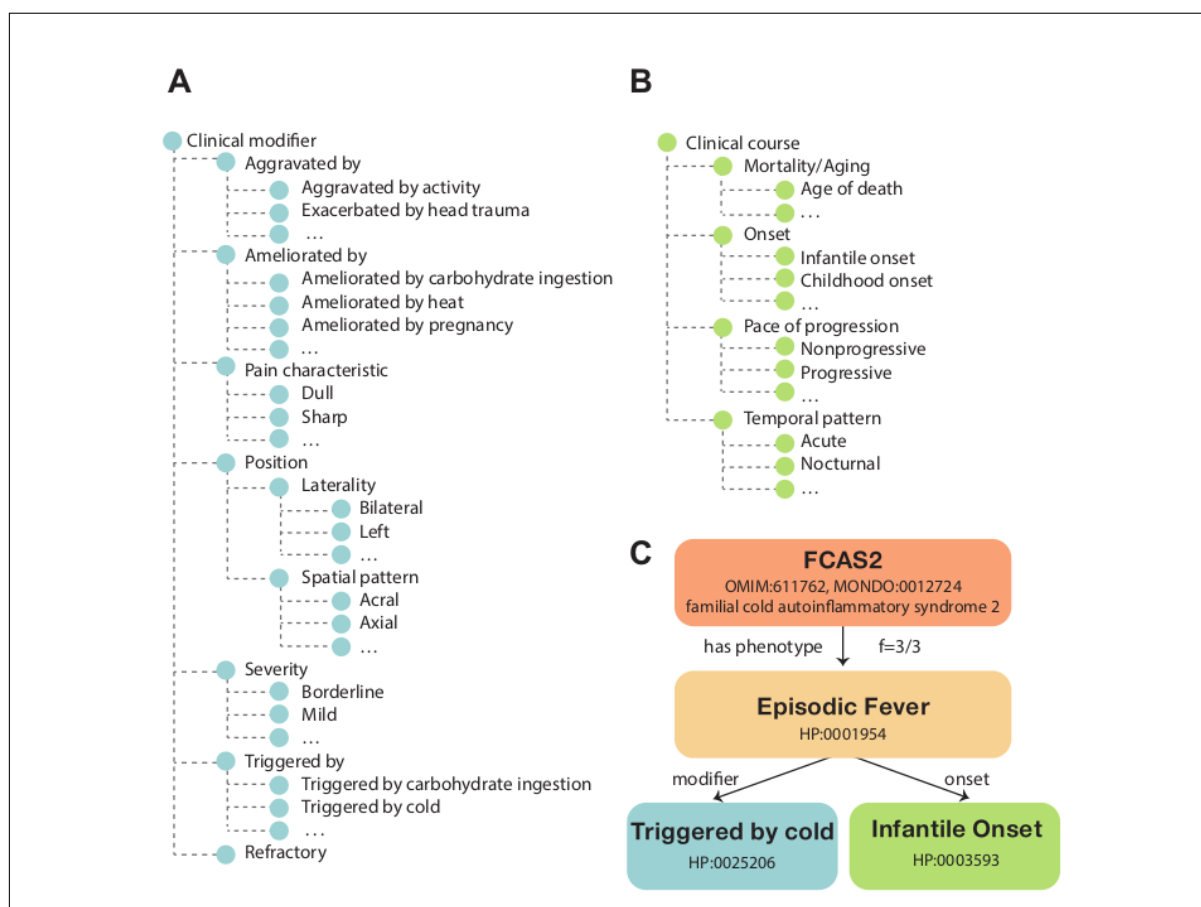 A
Clinical modifier
Aggravated by
Aggravated by activity
Exacerbated by head trauma
...
Ameliorated by
Ameliorated by carbohydrate ingestion
Ameliorated by heat
Ameliorated by pregnancy
...
Pain characteristic
Dull
Sharp
...
Position
Laterality
Bilateral
Left
...
Spatial pattern
Acral
Axial
...
Severity
Borderline
Mild
...
Triggered by
Triggered by carbohydrate ingestion
Triggered by cold
...
Refractory
B
Clinical course
Mortality/Aging
Age of death
...
Onset
Infantile onset
Childhood onset
...
Pace of progression
Nonprogressive
Progressive
...
Temporal pattern
Acute
Nocturnal
...
C
FCAS2
OMIM:611762, MONDO:0012724
familial cold autoinflammatory syndrome 2
has phenotype f=3/3
Episodic Fever
HP:0001954
modifier onset
Triggered by cold
HP:0025206
Infantile Onset
HP:0003593